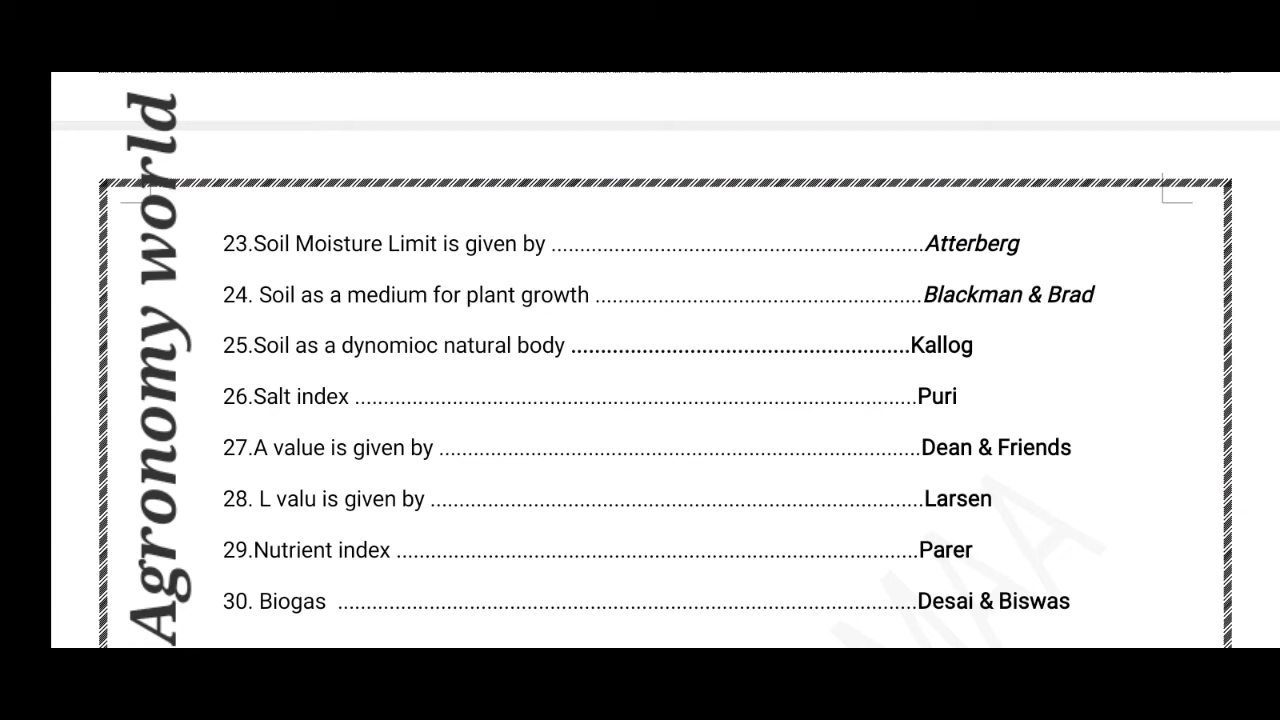 Agronomy world
23.Soil Moisture Limit is given by ........................................................Atterberg
24. Soil as a medium for plant growth .................................................Blackman & Brad
25.Soil as a dynomioc natural body ...................................................Kallog
26.Salt index ....................................................................................Puri
27.A value is given by ........................................................................Dean & Friends
28. L valu is given by ..........................................................................Larsen
29.Nutrient index ..............................................................................Parer
30. Biogas .......................................................................................Desai & Biswas